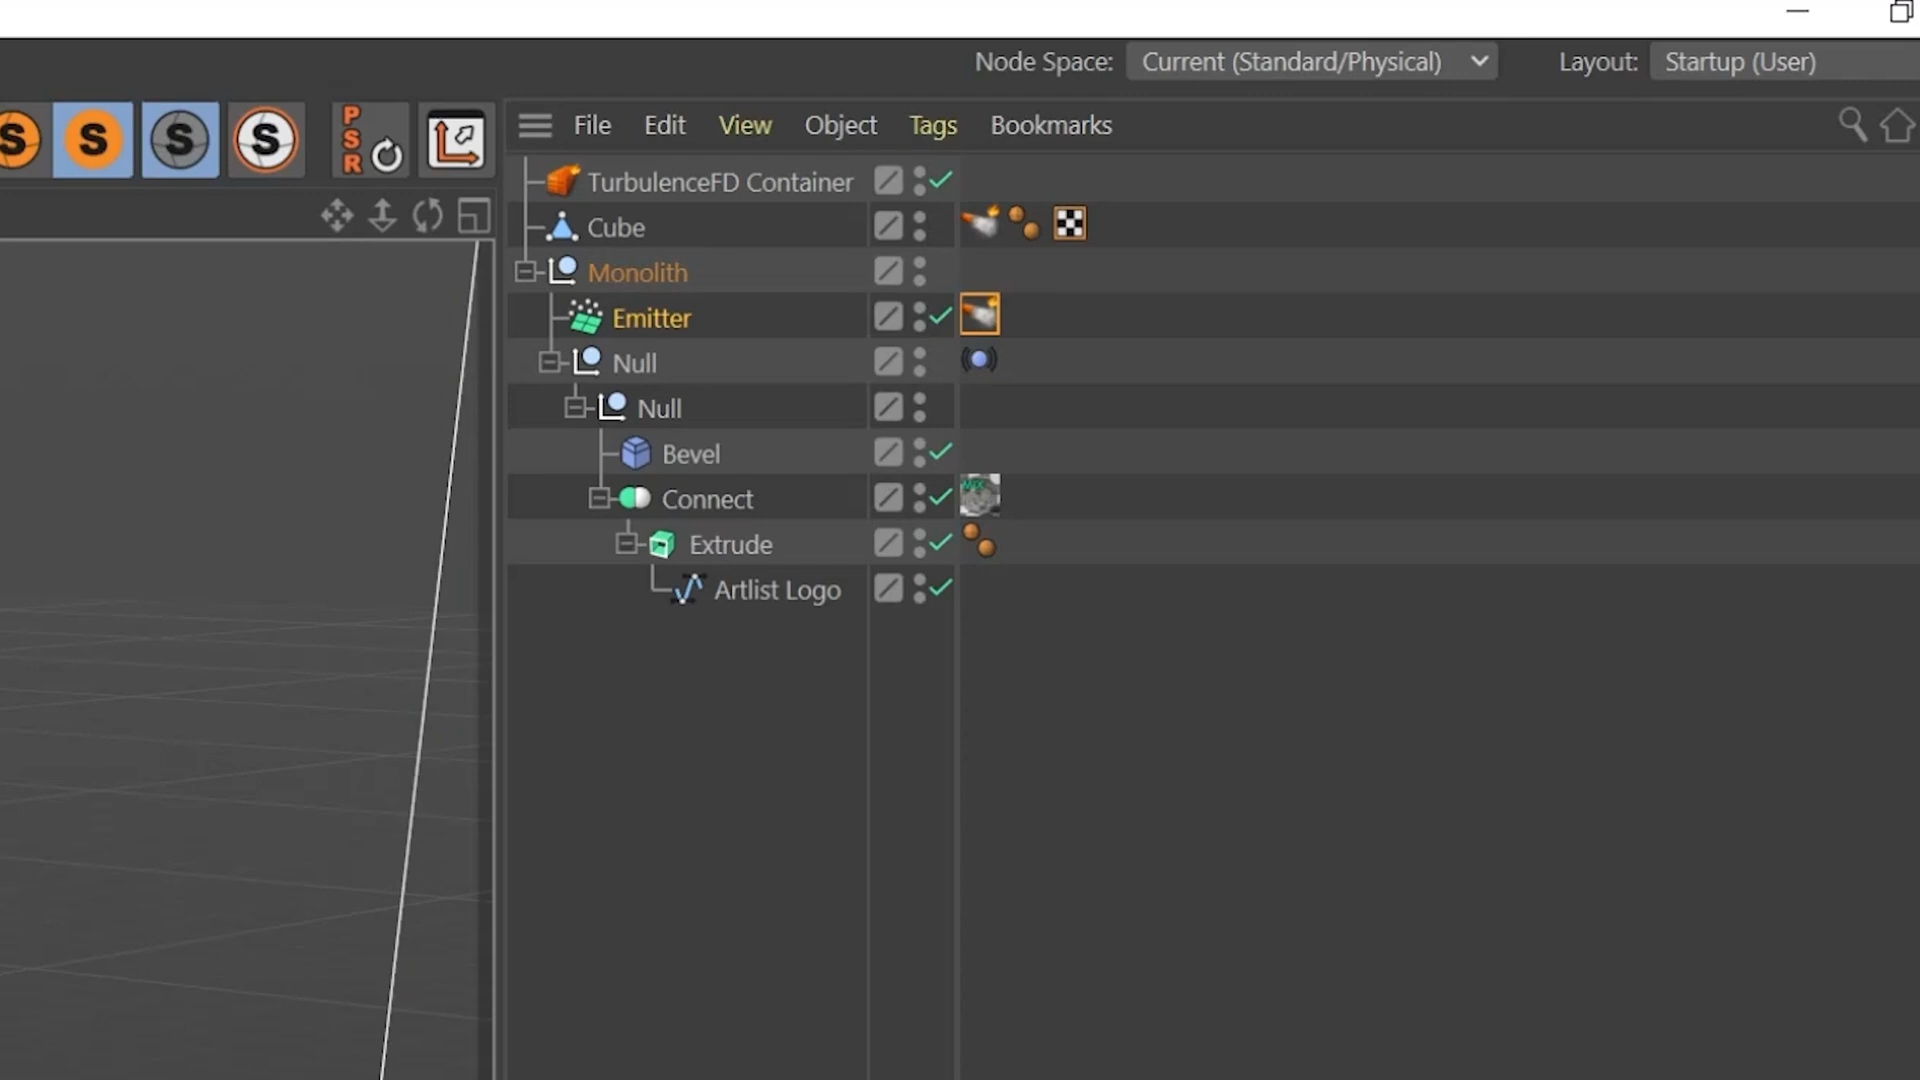 Node Space: Current (Standard/Physical) Layout: Startup (User)
S S S S PSR
File Edit View Object Tags Bookmarks
TurbulenceFD Container
Cube
Monolith
Emitter
Null
Null
Bevel
Connect
Extrude
Artlist Logo